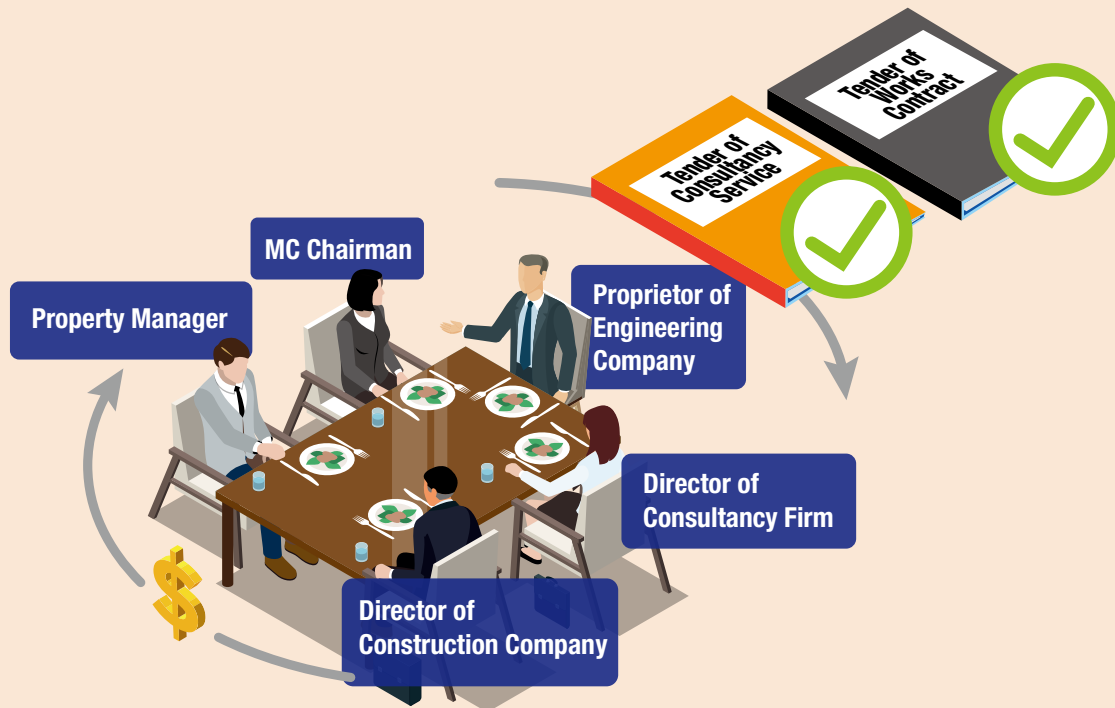 Tender of
Works
Contract
Tender of
Consultancy
Service
MC Chairman
Proprietor of
Engineering
Company
Property Manager
Director of
Consultancy Firm
Director of
Construction Company
$